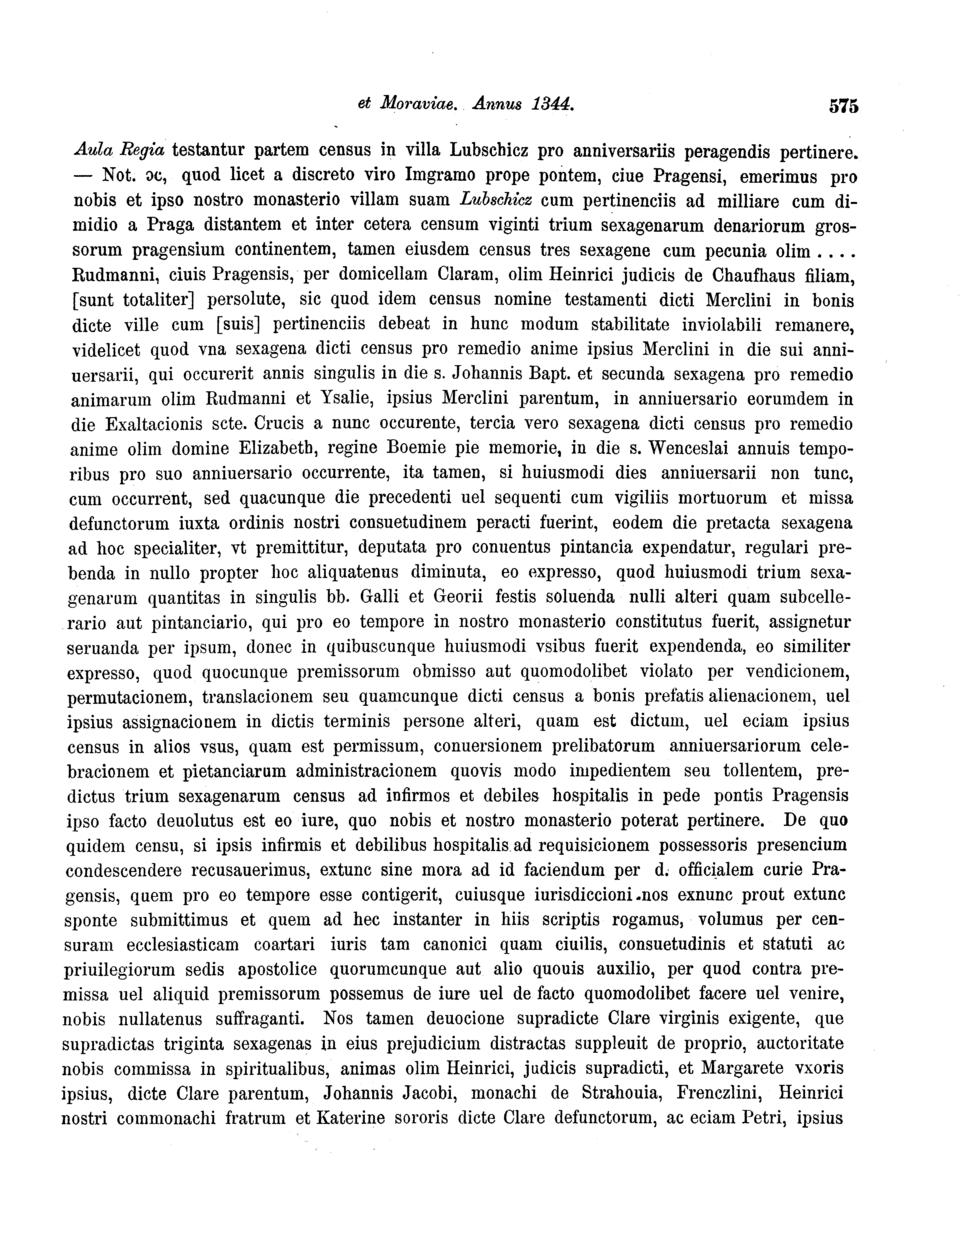 et Moraviae. Annus 1344. 575
Aula Regia testantur partem census in villa Lubschicz pro anniversariis peragendis pertinere.
— Not. ɔc, quod licet a discreto viro Imgramo prope pontem, ciue Pragensi, emerimus pro
nobis et ipso nostro monasterio villam suam Lubschicz cum pertinenciis ad milliare cum di-
midio a Praga distantem et inter cetera censum viginti trium sexagenarum denariorum gros-
sorum pragensium continentem, tamen eiusdem census tres sexagene cum pecunia olim ....
Rudmanni, ciuis Pragensis, per domicellam Claram, olim Heinrici judicis de Chaufhaus filiam,
[sunt totaliter] persolute, sic quod idem census nomine testamenti dicti Merclini in bonis
dicte ville cum [suis] pertinenciis debeat in hunc modum stabilitate inviolabili remanere,
videlicet quod vna sexagena dicti census pro remedio anime ipsius Merclini in die sui anni-
uersarii, qui occurerit annis singulis in die s. Johannis Bapt. et secunda sexagena pro remedio
animarum olim Rudmanni et Ysalie, ipsius Merclini parentum, in anniuersario eorumdem in
die Exaltacionis scte. Crucis a nunc occurente, tercia vero sexagena dicti census pro remedio
anime olim domine Elizabeth, regine Boemie pie memorie, in die s. Wenceslai annuis tempo-
ribus pro suo anniuersario occurrente, ita tamen, si huiusmodi dies anniuersarii non tunc,
cum occurrent, sed quacunque die precedenti uel sequenti cum vigiliis mortuorum et missa
defunctorum iuxta ordinis nostri consuetudinem peracti fuerint, eodem die pretacta sexagena
ad hoc specialiter, vt premittitur, deputata pro conuentus pintancia expendatur, regulari pre-
benda in nullo propter hoc aliquatenus diminuta, eo expresso, quod huiusmodi trium sexa-
genarum quantitas in singulis bb. Galli et Georii festis soluenda nulli alteri quam subcelle-
rario aut pintanciario, qui pro eo tempore in nostro monasterio constitutus fuerit, assignetur
seruanda per ipsum, donec in quibuscunque huiusmodi vsibus fuerit expendenda, eo similiter
expresso, quod quocunque premissorum obmisso aut quomodolibet violato per vendicionem,
permutacionem, translacionem seu quamcunque dicti census a bonis prefatis alienacionem, uel
ipsius assignacionem in dictis terminis persone alteri, quam est dictum, uel eciam ipsius
census in alios vsus, quam est permissum, conuersionem prelibatorum anniuersariorum cele-
bracionem et pietanciarum administracionem quovis modo impedientem seu tollentem, pre-
dictus trium sexagenarum census ad infirmos et debiles hospitalis in pede pontis Pragensis
ipso facto deuolutus est eo iure, quo nobis et nostro monasterio poterat pertinere. De quo
quidem censu, si ipsis infirmis et debilibus hospitalis ad requisicionem possessoris presencium
condescendere recusauerimus, extunc sine mora ad id faciendum per d. officialem curie Pra-
gensis, quem pro eo tempore esse contigerit, cuiusque iurisdiccioni nos exnunc prout extunc
sponte submittimus et quem ad hec instanter in hiis scriptis rogamus, volumus per cen-
suram ecclesiasticam coartari iuris tam canonici quam ciuilis, consuetudinis et statuti ac
priuilegiorum sedis apostolice quorumcunque aut alio quouis auxilio, per quod contra pre-
missa uel aliquid premissorum possemus de iure uel de facto quomodolibet facere uel venire,
nobis nullatenus suffraganti. Nos tamen deuocione supradicte Clare virginis exigente, que
supradictas triginta sexagenas in eius prejudicium distractas suppleuit de proprio, auctoritate
nobis commissa in spiritualibus, animas olim Heinrici, judicis supradicti, et Margarete vxoris
ipsius, dicte Clare parentum, Johannis Jacobi, monachi de Strahouia, Frenczlini, Heinrici
nostri commonachi fratrum et Katerine sororis dicte Clare defunctorum, ac eciam Petri, ipsius